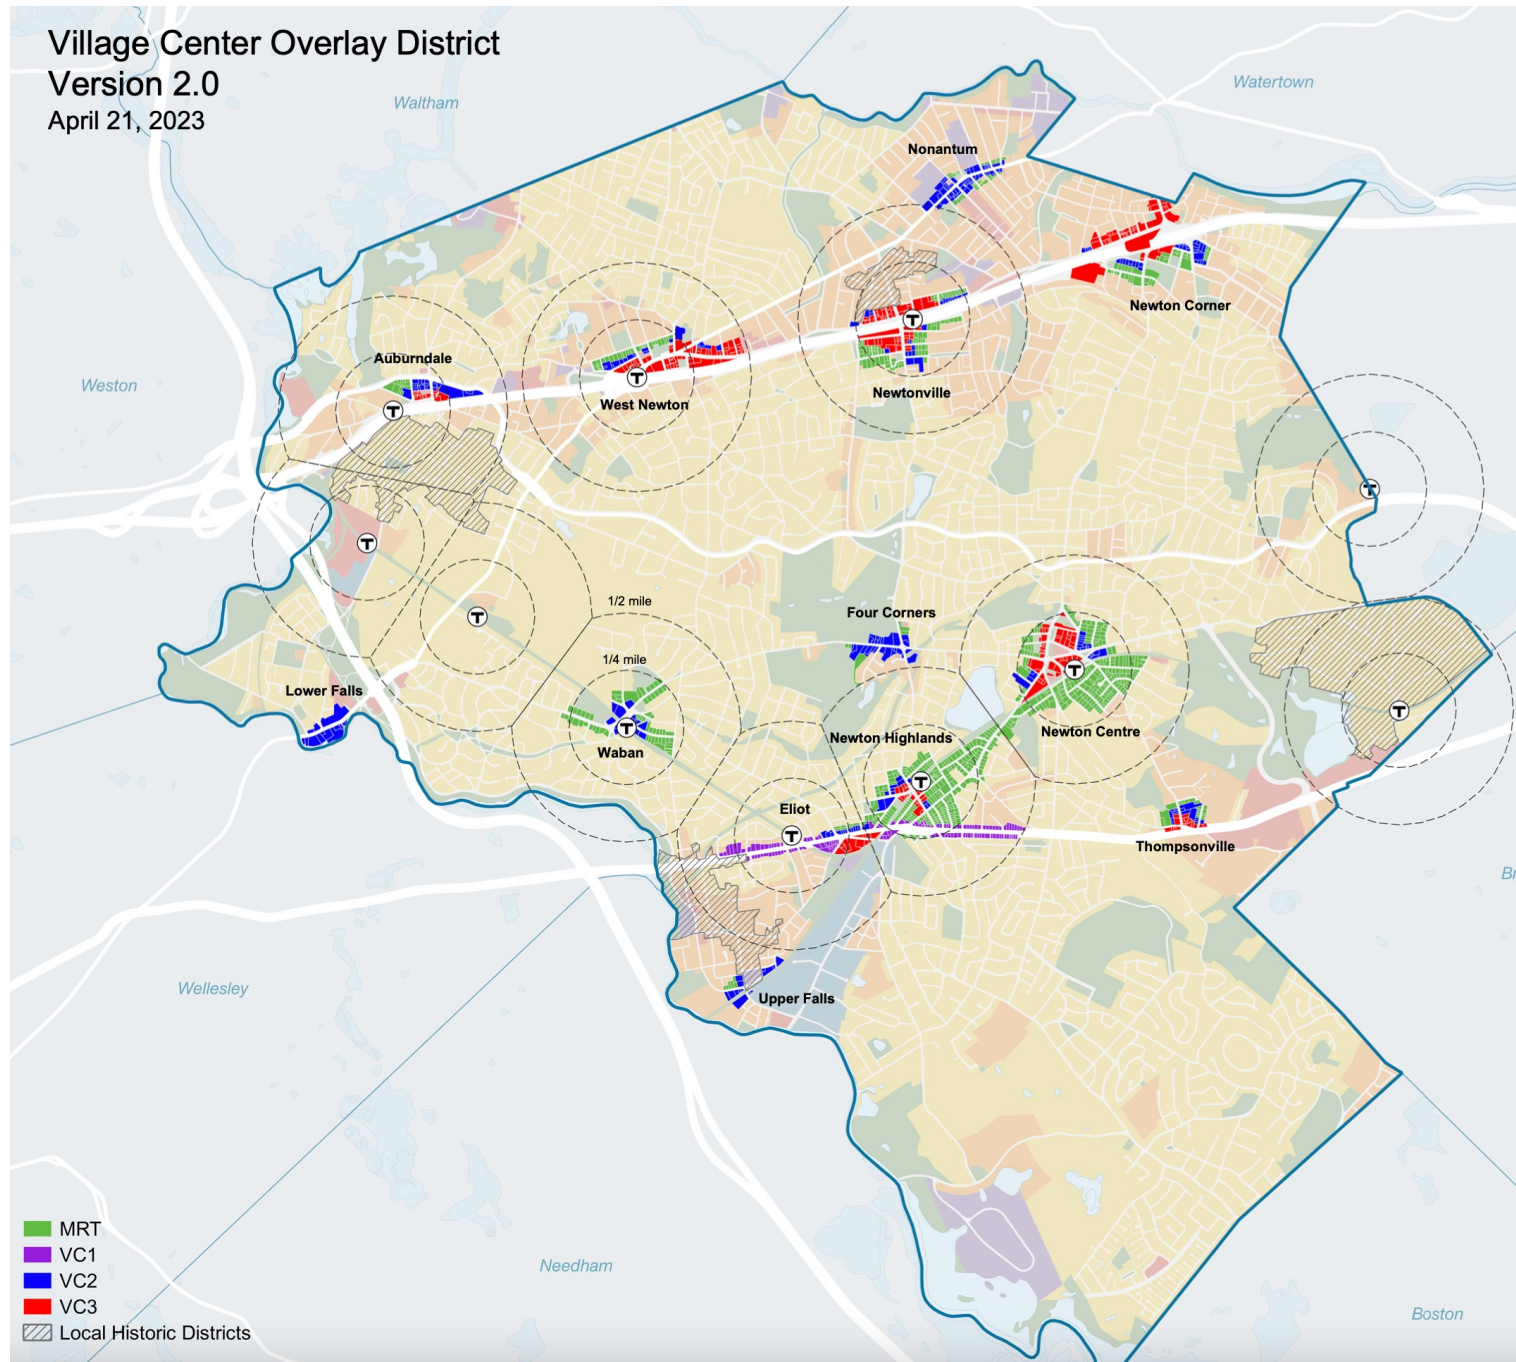 Village Center Overlay District
Version 2.0
April 21, 2023
Waltham
Watertown
Nonantum
Newton Corner
Auburndale
Weston
T
West Newton
T
Newtonville
T
T
T
T
1/2 mile
Four Corners
1/4 mile
Lower Falls
T
Waban
Newton Highlands
T
Newton Centre
T
T
Eliot
T
Thompsonville
Br
Wellesley
Upper Falls
MRT
VC1
VC2
VC3
Local Historic Districts
Needham
Boston